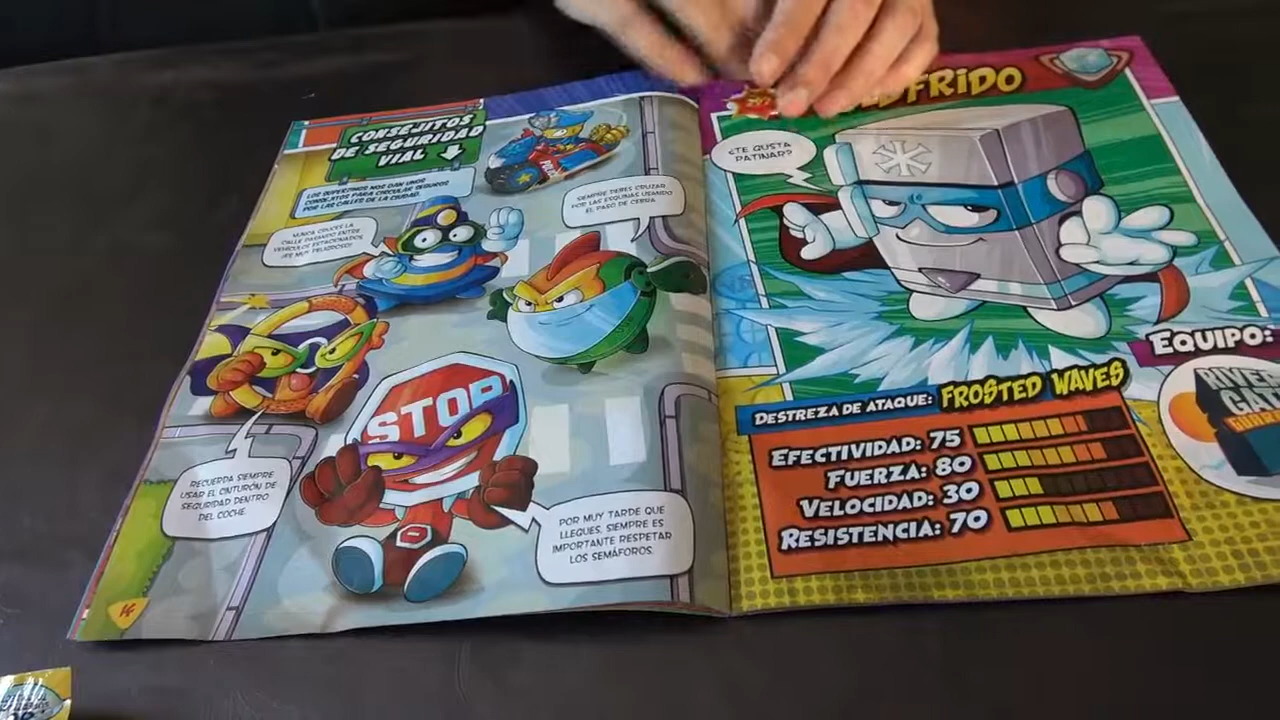 CONSEJITOS
DE SEGURIDAD
VIAL
LOS SUPERZINGS NOS DAN UNOS
CONSEJITOS PARA CIRCULAR SEGUROS
POR LAS CALLES DE LA CIUDAD.
NUNCA CRUCES LA
CALLE PASANDO ENTRE
VEHÍCULOS ESTACIONADOS.
¡ES MUY PELIGROSO!
SIEMPRE DEBES CRUZAR
POR LAS ESQUINAS USANDO
EL PASO DE CEBRA.
STOP
RECUERDA SIEMPRE
USAR EL CINTURÓN DE
SEGURIDAD DENTRO
DEL COCHE.
POR MUY TARDE QUE
LLEGUES, SIEMPRE ES
IMPORTANTE RESPETAR
LOS SEMÁFOROS.
14
¿TE GUSTA
PATINAR?
DESTREZA DE ATAQUE: FROSTED WAVES
EFECTIVIDAD: 75
FUERZA: 80
VELOCIDAD: 30
RESISTENCIA: 70
EQUIPO:
RIVER